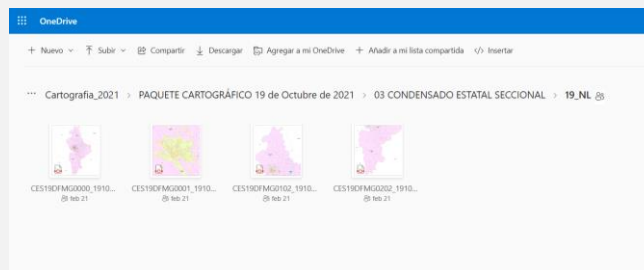 OneDrive
+ Nuevo Subir Compartir Descargar Agregar a mi OneDrive + Añadir a mi lista compartida </> Insertar
... Cartografia_2021 > PAQUETE CARTOGRÁFICO 19 de Octubre de 2021 > 03 CONDENSADO ESTATAL SECCIONAL > 19_NL
CES19DFMG0000_1910... CES19DFMG0001_1910... CES19DFMG0102_1910... CES19DFMG0202_1910...
feb 21 feb 21 feb 21 feb 21